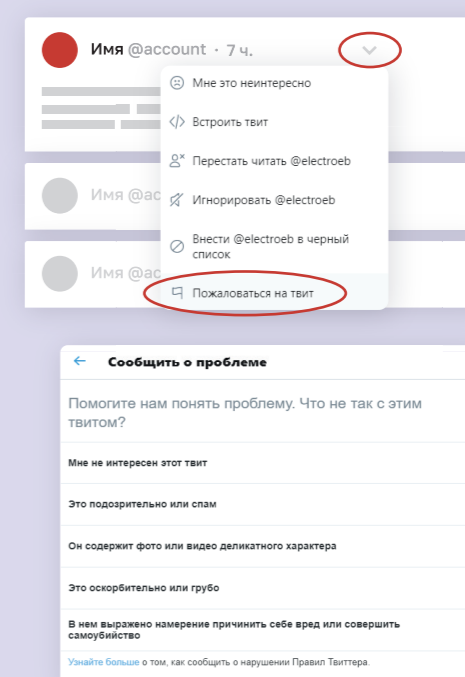 Имя @account · 7 ч.
Мне это неинтересно
Встроить твит
Перестать читать @electroeb
Имя @ac
Игнорировать @electroeb
Внести @electroeb в черный
список
Имя @ac
Пожаловаться на твит
Сообщить о проблеме
Помогите нам понять проблему. Что не так с этим
твитом?
Мне не интересен этот твит
Это подозрительно или спам
Он содержит фото или видео деликатного характера
Это оскорбительно или грубо
В нем выражено намерение причинить себе вред или совершить
самоубийство
Узнайте больше о том, как сообщить о нарушении Правил Твиттера.